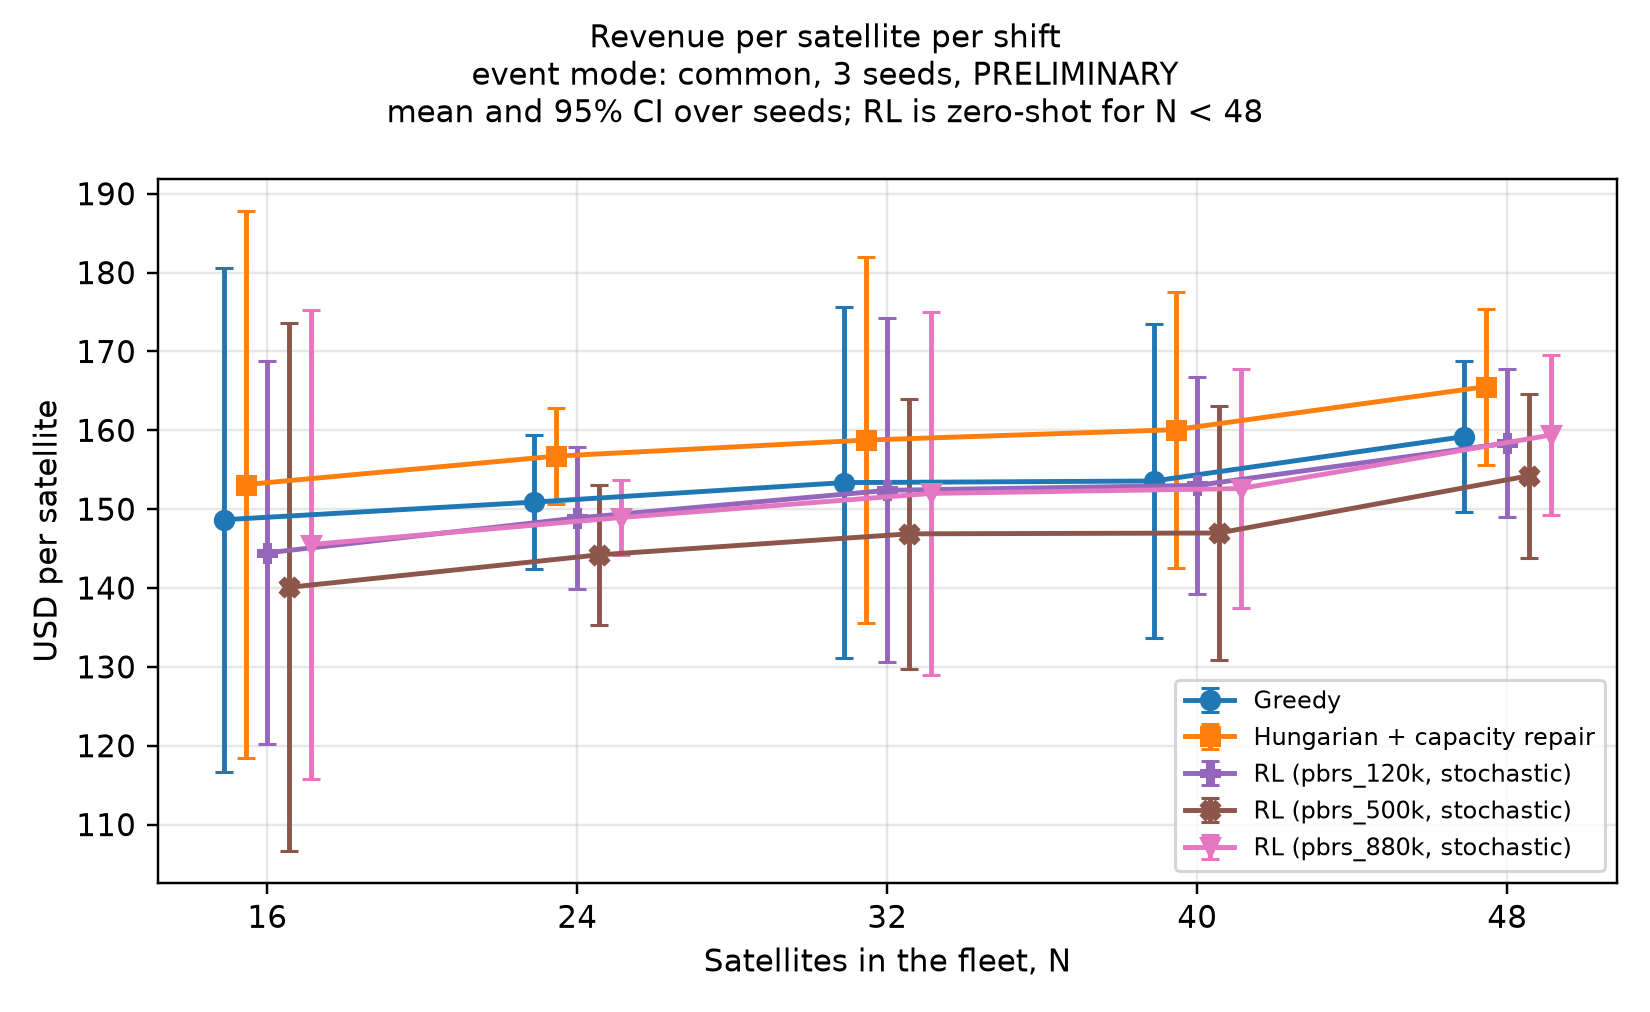 Revenue per satellite per shift
event mode: common, 3 seeds, PRELIMINARY
mean and 95% CI over seeds; RL is zero-shot for N < 48
190
180
170
160
150
140
130
120
110
USD per satellite
16 24 32 40 48
Satellites in the fleet, N
Greedy
Hungarian + capacity repair
RL (pbrs_120k, stochastic)
RL (pbrs_500k, stochastic)
RL (pbrs_880k, stochastic)